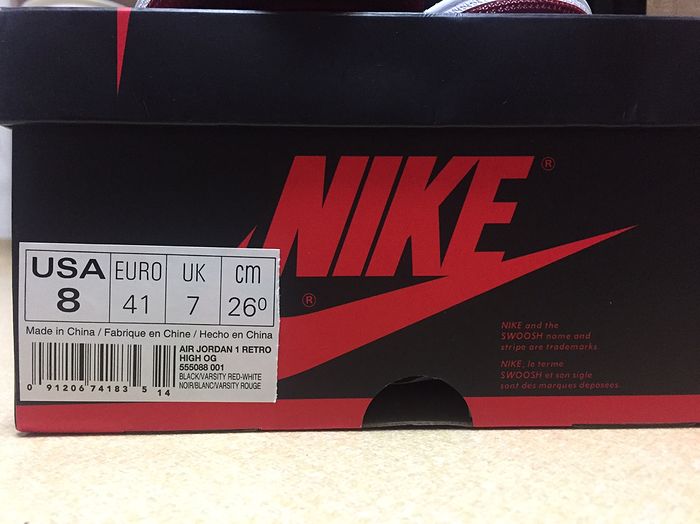 NIKE ®
®
USA EURO UK cm
8 41 7 26⁰
Made in China / Fabrique en Chine / Hecho en China
AIR JORDAN 1 RETRO
HIGH OG
555088 001
BLACK/VARSITY RED-WHITE
NOIR/BLANC/VARSITY ROUGE
0 91206 74183 5 14
NIKE and the
SWOOSH name and
stripe are trademarks.
NIKE, le terme
SWOOSH et son sigle
sont des marques deposees.